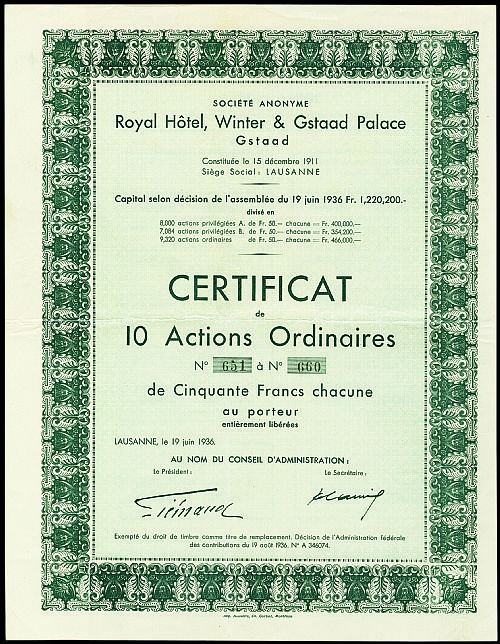 SOCIÉTÉ ANONYME
Royal Hôtel, Winter & Gstaad Palace
Gstaad
Constituée le 15 décembre 1911
Siège Social: LAUSANNE
Capital selon décision de l'assemblée du 19 juin 1936 Fr. 1,220,200.-
divisé en
8,000 actions privilégiées A. de Fr. 50.— chacune = Fr. 400,000.—
7,084 actions privilégiées B. de Fr. 50.— chacune = Fr. 354,200.—
9,320 actions ordinaires de Fr. 50.— chacune = Fr. 466,000.—
CERTIFICAT
de
10 Actions Ordinaires
N° 651 à N° 660
de Cinquante Francs chacune
au porteur
entièrement libérées
LAUSANNE, le 19 juin 1936.
AU NOM DU CONSEIL D'ADMINISTRATION:
Le Président: Le Secrétaire:
Exempté du droit de timbre comme titre de remplacement, Décision de l'Administration fédérale
des contributions du 19 août 1936. N° A 346074.